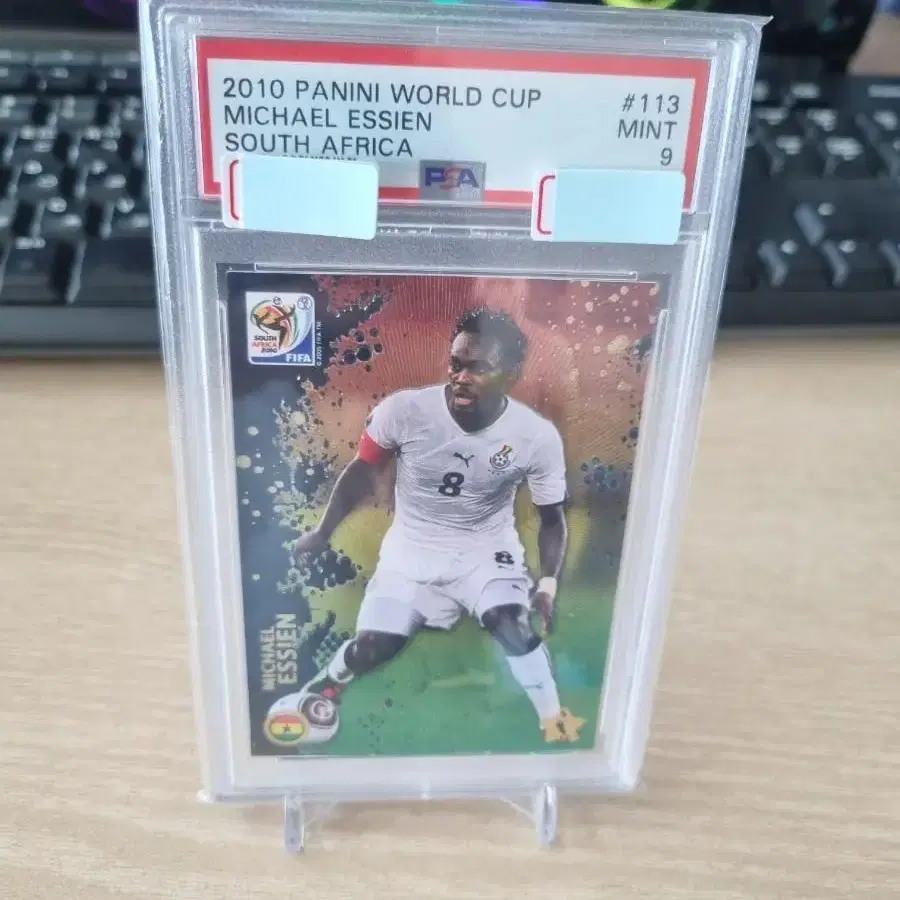 2010 PANINI WORLD CUP #113
MICHAEL ESSIEN MINT
SOUTH AFRICA 9
PSA
SOUTH
AFRICA
2010
FIFA
8
8
MICHAEL
ESSIEN